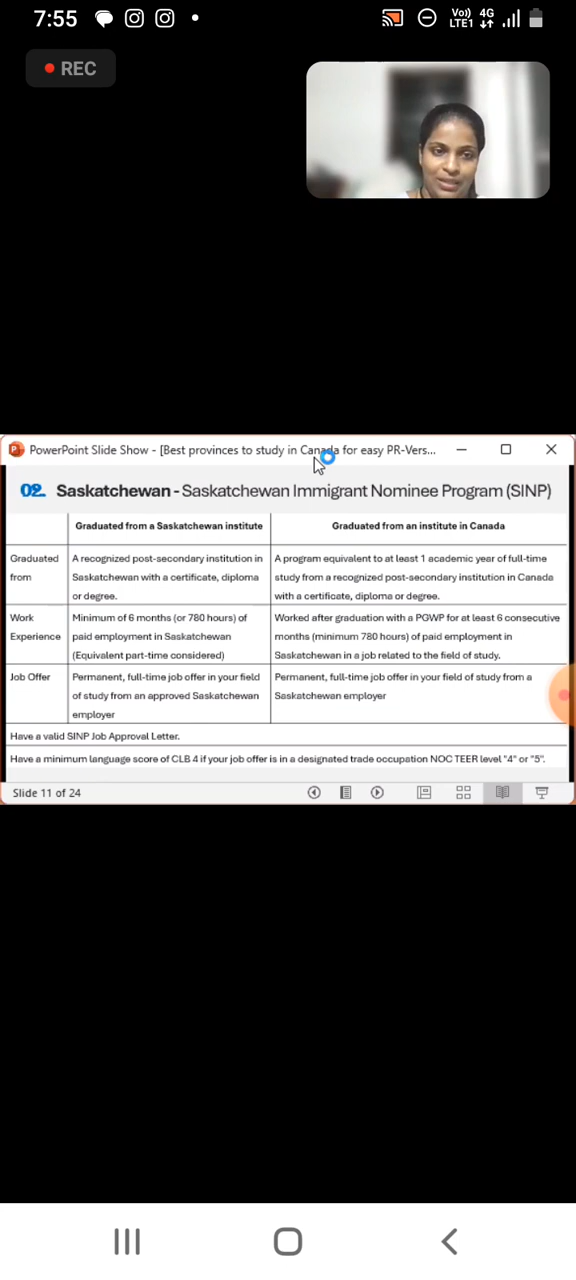 7:55
Vo))
LTE1
4G
REC
PowerPoint Slide Show - [Best provinces to study in Canada for easy PR-Vers...
02. Saskatchewan - Saskatchewan Immigrant Nominee Program (SINP)
Graduated from a Saskatchewan institute
Graduated from an institute in Canada
Graduated
from
A recognized post-secondary institution in
Saskatchewan with a certificate, diploma
or degree.
A program equivalent to at least 1 academic year of full-time
study from a recognized post-secondary institution in Canada
with a certificate, diploma or degree.
Work
Experience
Minimum of 6 months (or 780 hours) of
paid employment in Saskatchewan
(Equivalent part-time considered)
Worked after graduation with a PGWP for at least 6 consecutive
months (minimum 780 hours) of paid employment in
Saskatchewan in a job related to the field of study.
Job Offer
Permanent, full-time job offer in your field
of study from an approved Saskatchewan
employer
Permanent, full-time job offer in your field of study from a
Saskatchewan employer
Have a valid SINP Job Approval Letter.
Have a minimum language score of CLB 4 if your job offer is in a designated trade occupation NOC TEER level "4" or "5".
Slide 11 of 24